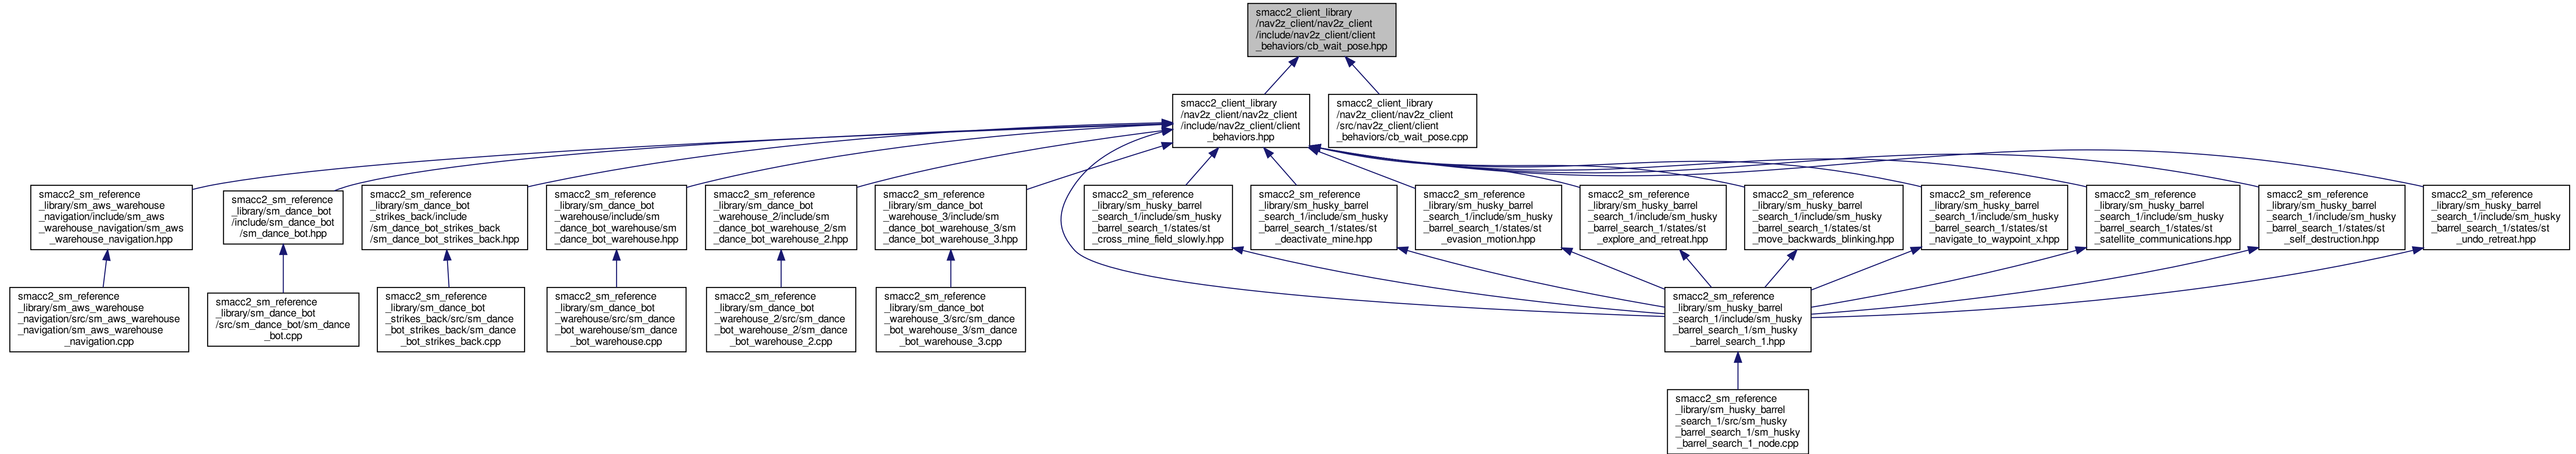 smacc2_client_library
/nav2z_client/nav2z_client
/include/nav2z_client/client
_behaviors/cb_wait_pose.hpp
smacc2_client_library
/nav2z_client/nav2z_client
/include/nav2z_client/client
_behaviors.hpp
smacc2_client_library
/nav2z_client/nav2z_client
/src/nav2z_client/client
_behaviors/cb_wait_pose.cpp
smacc2_sm_reference
_library/sm_aws_warehouse
_navigation/include/sm_aws
_warehouse_navigation/sm_aws
_warehouse_navigation.hpp
smacc2_sm_reference
_library/sm_dance_bot
/include/sm_dance_bot
/sm_dance_bot.hpp
smacc2_sm_reference
_library/sm_dance_bot
_strikes_back/include
/sm_dance_bot_strikes_back
/sm_dance_bot_strikes_back.hpp
smacc2_sm_reference
_library/sm_dance_bot
_warehouse/include/sm
_dance_bot_warehouse/sm
_dance_bot_warehouse.hpp
smacc2_sm_reference
_library/sm_dance_bot
_warehouse_2/include/sm
_dance_bot_warehouse_2/sm
_dance_bot_warehouse_2.hpp
smacc2_sm_reference
_library/sm_dance_bot
_warehouse_3/include/sm
_dance_bot_warehouse_3/sm
_dance_bot_warehouse_3.hpp
smacc2_sm_reference
_library/sm_husky_barrel
_search_1/include/sm_husky
_barrel_search_1/states/st
_cross_mine_field_slowly.hpp
smacc2_sm_reference
_library/sm_husky_barrel
_search_1/include/sm_husky
_barrel_search_1/states/st
_deactivate_mine.hpp
smacc2_sm_reference
_library/sm_husky_barrel
_search_1/include/sm_husky
_barrel_search_1/states/st
_evasion_motion.hpp
smacc2_sm_reference
_library/sm_husky_barrel
_search_1/include/sm_husky
_barrel_search_1/states/st
_explore_and_retreat.hpp
smacc2_sm_reference
_library/sm_husky_barrel
_search_1/include/sm_husky
_barrel_search_1/states/st
_move_backwards_blinking.hpp
smacc2_sm_reference
_library/sm_husky_barrel
_search_1/include/sm_husky
_barrel_search_1/states/st
_navigate_to_waypoint_x.hpp
smacc2_sm_reference
_library/sm_husky_barrel
_search_1/include/sm_husky
_barrel_search_1/states/st
_satellite_communications.hpp
smacc2_sm_reference
_library/sm_husky_barrel
_search_1/include/sm_husky
_barrel_search_1/states/st
_self_destruction.hpp
smacc2_sm_reference
_library/sm_husky_barrel
_search_1/include/sm_husky
_barrel_search_1/states/st
_undo_retreat.hpp
smacc2_sm_reference
_library/sm_aws_warehouse
_navigation/src/sm_aws_warehouse
_navigation/sm_aws_warehouse
_navigation.cpp
smacc2_sm_reference
_library/sm_dance_bot
/src/sm_dance_bot/sm_dance
_bot.cpp
smacc2_sm_reference
_library/sm_dance_bot
_strikes_back/src/sm_dance
_bot_strikes_back/sm_dance
_bot_strikes_back.cpp
smacc2_sm_reference
_library/sm_dance_bot
_warehouse/src/sm_dance
_bot_warehouse/sm_dance
_bot_warehouse.cpp
smacc2_sm_reference
_library/sm_dance_bot
_warehouse_2/src/sm_dance
_bot_warehouse_2/sm_dance
_bot_warehouse_2.cpp
smacc2_sm_reference
_library/sm_dance_bot
_warehouse_3/src/sm_dance
_bot_warehouse_3/sm_dance
_bot_warehouse_3.cpp
smacc2_sm_reference
_library/sm_husky_barrel
_search_1/include/sm_husky
_barrel_search_1/sm_husky
_barrel_search_1.hpp
smacc2_sm_reference
_library/sm_husky_barrel
_search_1/src/sm_husky
_barrel_search_1/sm_husky
_barrel_search_1_node.cpp